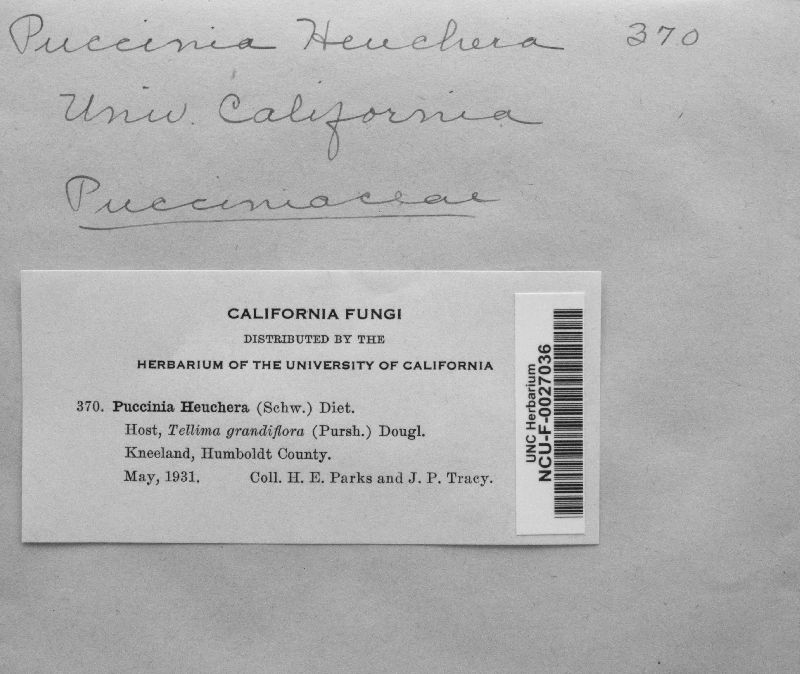 Puccinia Heuchera 370
Univ. California
Pucciniaceae
CALIFORNIA FUNGI
DISTRIBUTED BY THE
HERBARIUM OF THE UNIVERSITY OF CALIFORNIA
370. Puccinia Heuchera (Schw.) Diet.
Host, Tellima grandiflora (Pursh.) Dougl.
Kneeland, Humboldt County.
May, 1931. Coll. H. E. Parks and J. P. Tracy.
UNC Herbarium
NCU-F-0027036